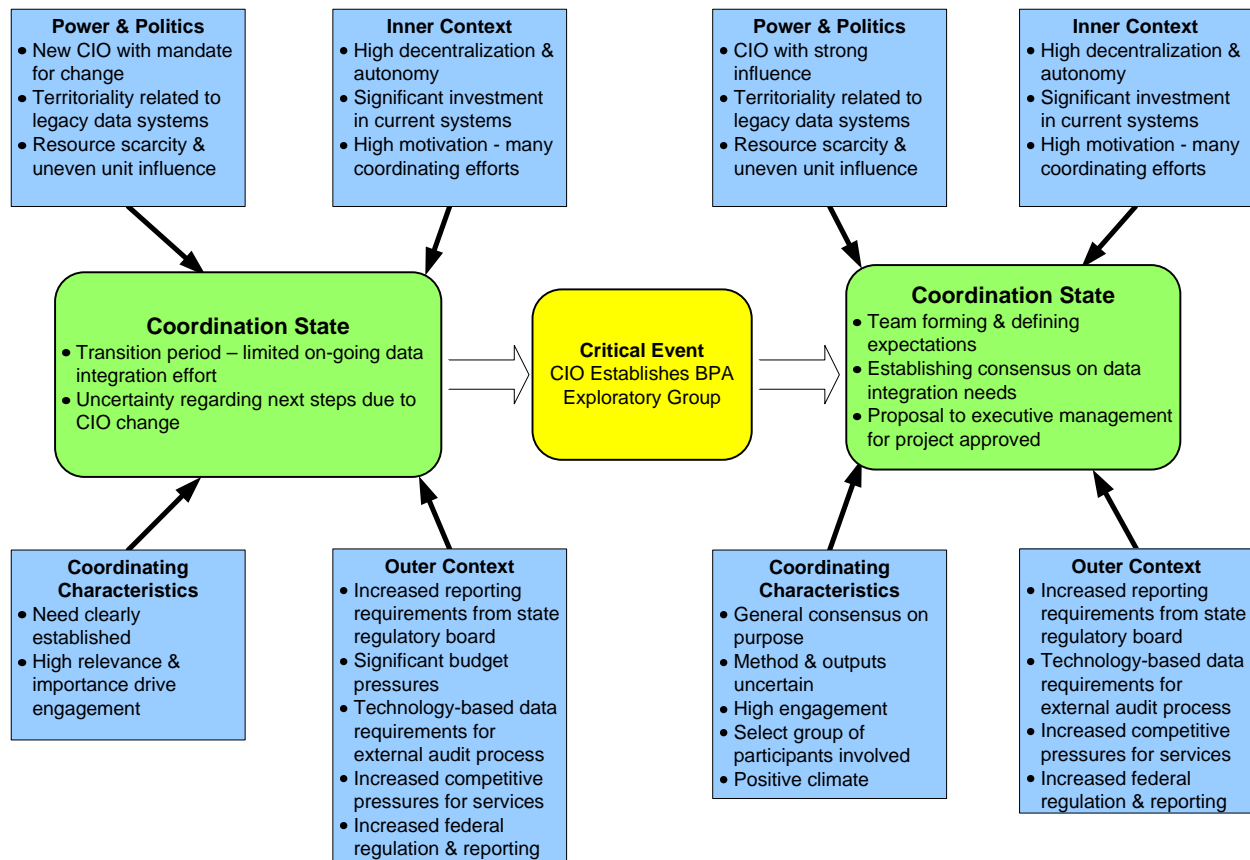 Power & Politics
• New CIO with mandate
for change
• Territoriality related to
legacy data systems
• Resource scarcity &
uneven unit influence
Inner Context
• High decentralization &
autonomy
• Significant investment
in current systems
• High motivation - many
coordinating efforts
Power & Politics
• CIO with strong
influence
• Territoriality related to
legacy data systems
• Resource scarcity &
uneven unit influence
Inner Context
• High decentralization &
autonomy
• Significant investment
in current systems
• High motivation - many
coordinating efforts
Coordination State
• Transition period – limited on-going data
integration effort
• Uncertainty regarding next steps due to
CIO change
Critical Event
CIO Establishes BPA
Exploratory Group
Coordination State
• Team forming & defining
expectations
• Establishing consensus on data
integration needs
• Proposal to executive management
for project approved
Coordinating
Characteristics
• Need clearly
established
• High relevance &
importance drive
engagement
Outer Context
• Increased reporting
requirements from state
regulatory board
• Significant budget
pressures
• Technology-based data
requirements for
external audit process
• Increased competitive
pressures for services
• Increased federal
regulation & reporting
Coordinating
Characteristics
• General consensus on
purpose
• Method & outputs
uncertain
• High engagement
• Select group of
participants involved
• Positive climate
Outer Context
• Increased reporting
requirements from state
regulatory board
• Technology-based data
requirements for
external audit process
• Increased competitive
pressures for services
• Increased federal
regulation & reporting